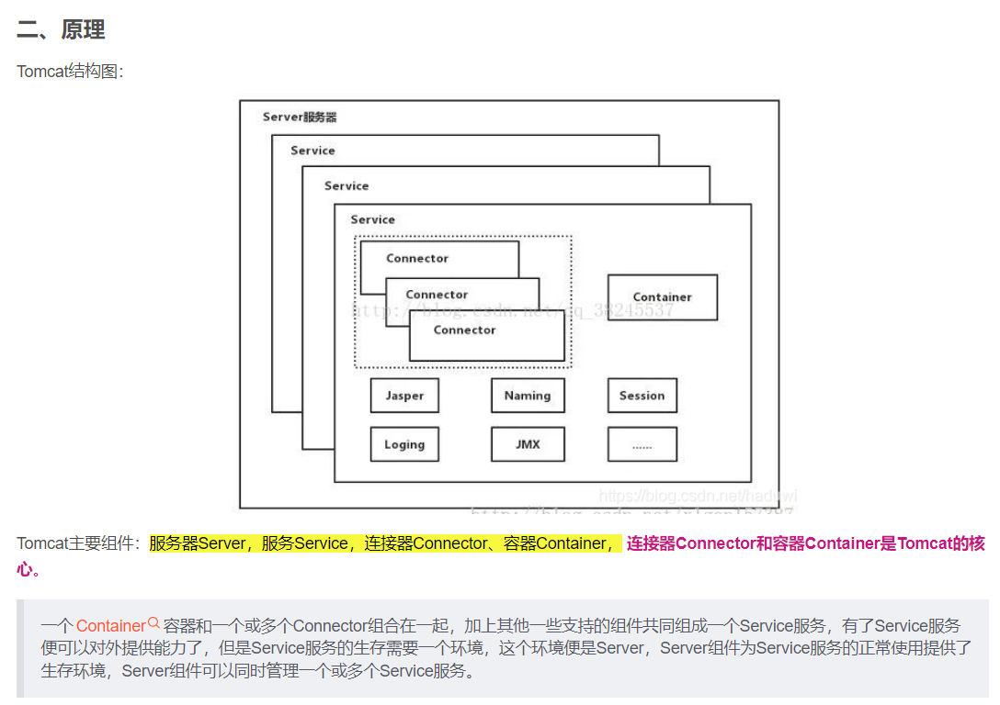 二、原理
Tomcat结构图：
Server服务器
Service
Service
Service
Connector
Connector
Container
http://blog.csdn.net/qq_38245537
Connector
Jasper
Naming
Session
Loging
JMX
......
https://blog.csdn.net/haduwi
Tomcat主要组件：服务器Server，服务Service，连接器Connector、容器Container， 连接器Connector和容器Container是Tomcat的核
心。
一个 Container 容器和一个或多个Connector组合在一起，加上其他一些支持的组件共同组成一个Service服务，有了Service服务
便可以对外提供能力了，但是Service服务的生存需要一个环境，这个环境便是Server，Server组件为Service服务的正常使用提供了
生存环境，Server组件可以同时管理一个或多个Service服务。